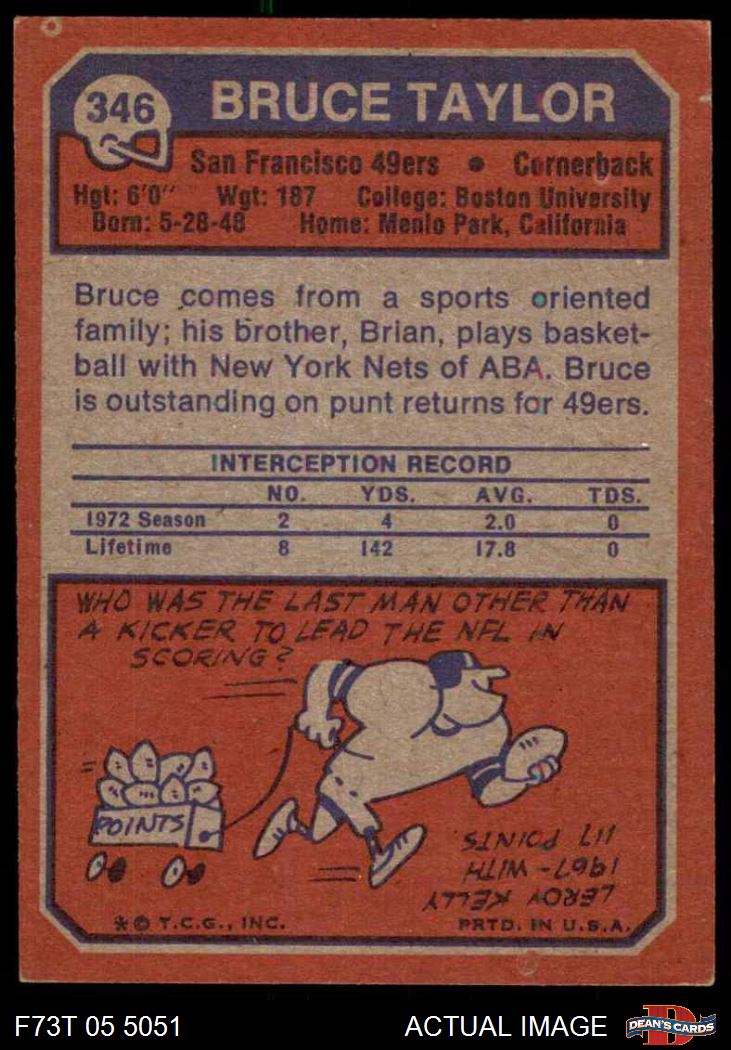 346
BRUCE TAYLOR
San Francisco 49ers • Cornerback
Hgt: 6'0" Wgt: 187 College: Boston University
Born: 5-28-48 Home: Menlo Park, California
Bruce comes from a sports oriented
family; his brother, Brian, plays basket-
ball with New York Nets of ABA. Bruce
is outstanding on punt returns for 49ers.
INTERCEPTION RECORD
NO. YDS. AVG. TDS.
1972 Season 2 4 2.0 0
Lifetime 8 142 17.8 0
WHO WAS THE LAST MAN OTHER THAN
A KICKER TO LEAD THE NFL IN
SCORING?
POINTS
LEROY KELLY
1967 - WITH
117 POINTS.
*© T.C.G., INC. PRTD. IN U.S.A.
F73T 05 5051 ACTUAL IMAGE
D
DEAN'S CARDS